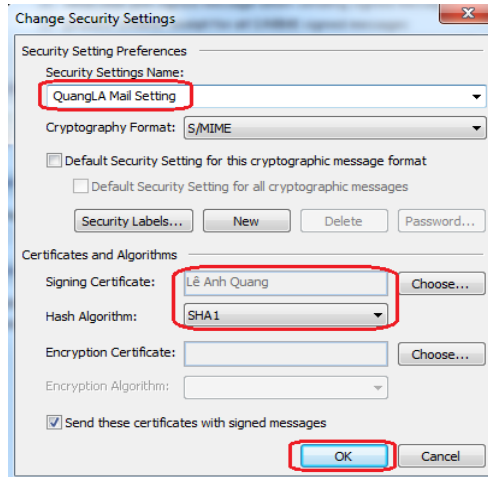 Change Security Settings
Security Setting Preferences
Security Settings Name:
QuangLA Mail Setting
Cryptography Format: S/MIME
Default Security Setting for this cryptographic message format
Default Security Setting for all cryptographic messages
Security Labels... New Delete Password...
Certificates and Algorithms
Signing Certificate: Lê Anh Quang Choose...
Hash Algorithm: SHA1
Encryption Certificate: Choose...
Encryption Algorithm:
Send these certificates with signed messages
OK Cancel